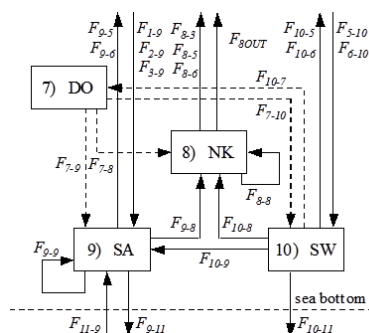 F9-5
F9-6
F1-9
F2-9
F3-9
F8-3
F8-5
F8-6
F8OUT
F10-5
F10-6
F5-10
F6-10
F10-7
7) DO
F7-10
F7-9
F7-8
8) NK
F8-8
F9-8
F10-8
F9-9
9) SA
F10-9
10) SW
sea bottom
F11-9
F9-11
F10-11